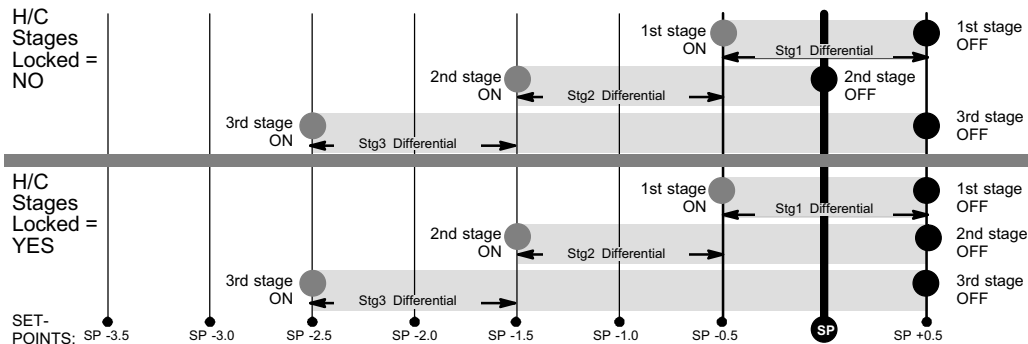 H/C
Stages
Locked =
NO
1st stage
ON
Stg1 Differential
1st stage
OFF
2nd stage
ON
Stg2 Differential
2nd stage
OFF
3rd stage
ON
Stg3 Differential
3rd stage
OFF
H/C
Stages
Locked =
YES
1st stage
ON
Stg1 Differential
1st stage
OFF
2nd stage
ON
Stg2 Differential
2nd stage
OFF
3rd stage
ON
Stg3 Differential
3rd stage
OFF
SET-
POINTS: SP -3.5 SP -3.0 SP -2.5 SP -2.0 SP -1.5 SP -1.0 SP -0.5 SP SP +0.5